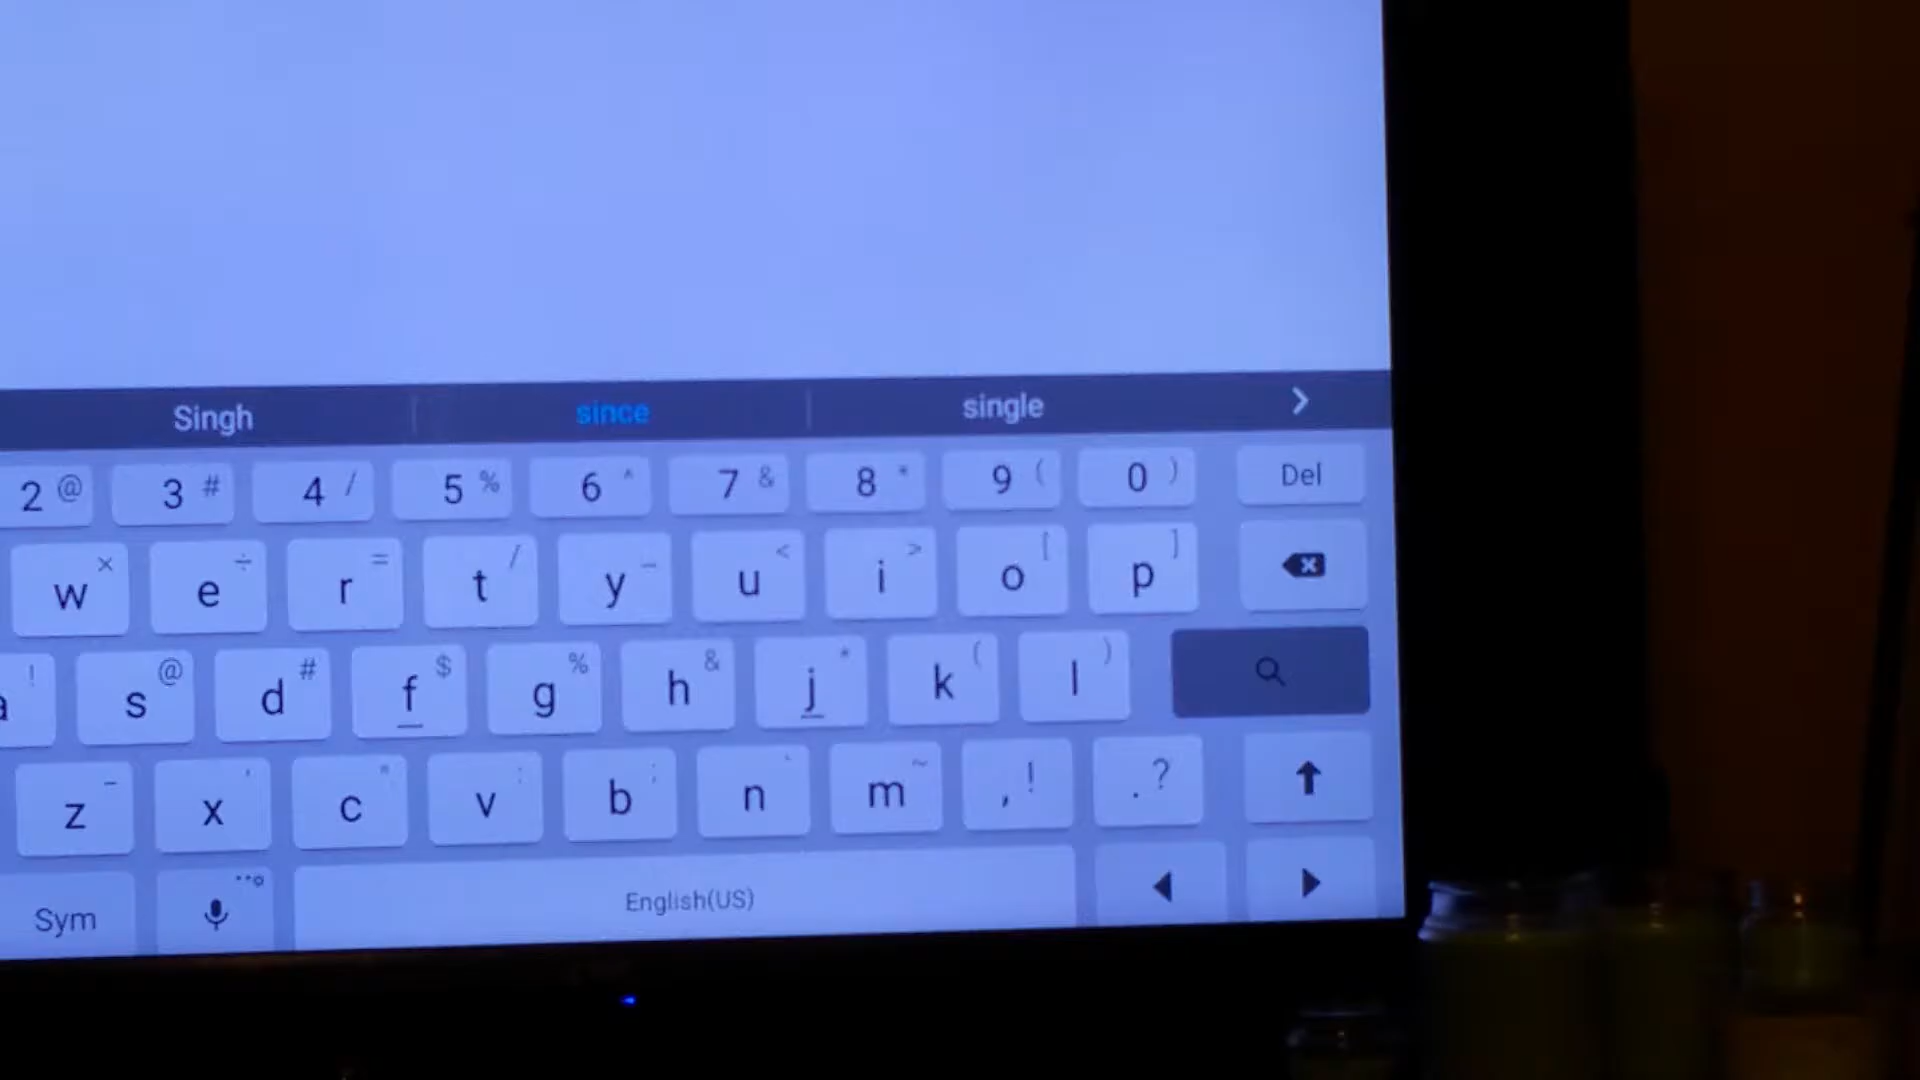 Singh since single >
2 @ 3 # 4 / 5 % 6 ^ 7 & 8 * 9 ( 0 ) Del
w × e ÷ r = t / y _ u < i > o [ p ]
a ! s @ d # f $ g % h & j * k ( l )
z - x ' c " v : b ; n ` m ~ , ! . ?
Sym English(US)